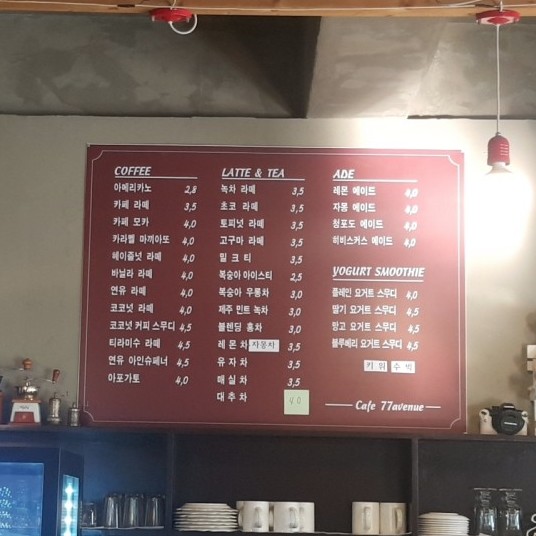 COFFEE
아메리카노 2,8
카페 라떼 3,5
카페 모카 4,0
카라멜 마끼아또 4,0
헤이즐넛 라떼 4,0
바닐라 라떼 4,0
연유 라떼 4,0
코코넛 라떼 4,0
코코넛 커피 스무디 4,5
티라미수 라떼 4,5
연유 아인슈페너 4,5
아포가토 4,0
LATTE & TEA
녹차 라떼 3,5
초코 라떼 3,5
토피넛 라떼 3,5
고구마 라떼 3,5
밀크티 3,5
복숭아 아이스티 2,5
복숭아 우롱차 3,0
제주 민트 녹차 3,0
블렌딩 홍차 3,0
레몬차 자몽차 3,5
유자차 3,5
매실차 3,5
대추차 4.0
ADE
레몬 에이드 4,0
자몽 에이드 4,0
청포도 에이드 4,0
히비스커스 에이드 4,0
YOGURT SMOOTHIE
플레인 요거트 스무디 4,0
딸기 요거트 스무디 4,5
망고 요거트 스무디 4,5
블루베리 요거트 스무디 4,5
키위 수박
Cafe 77avenue